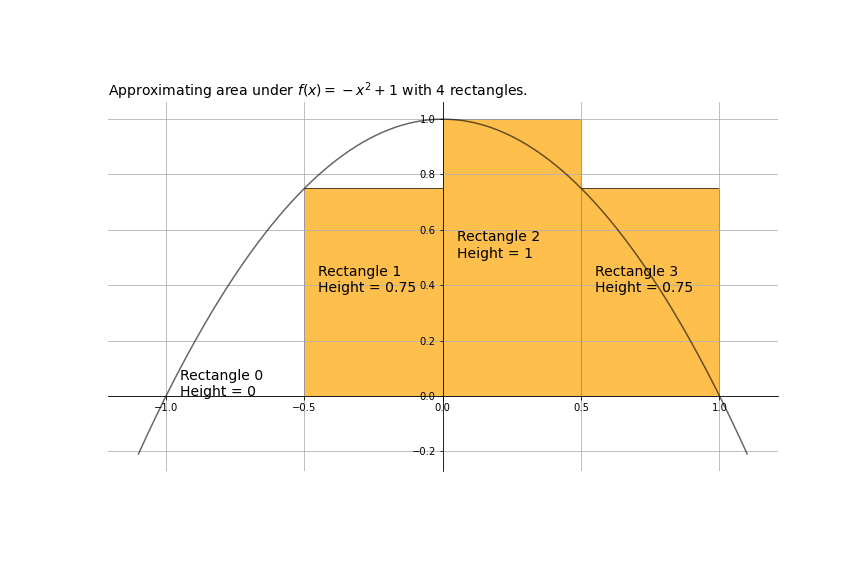 Approximating area under f(x) = −x² + 1 with 4 rectangles.
1.0
0.8
0.6
Rectangle 2
Height = 1
Rectangle 1
Height = 0.75
0.4
Rectangle 3
Height = 0.75
0.2
Rectangle 0
Height = 0
0.0
−1.0 −0.5 0.0 0.5 1.0
−0.2